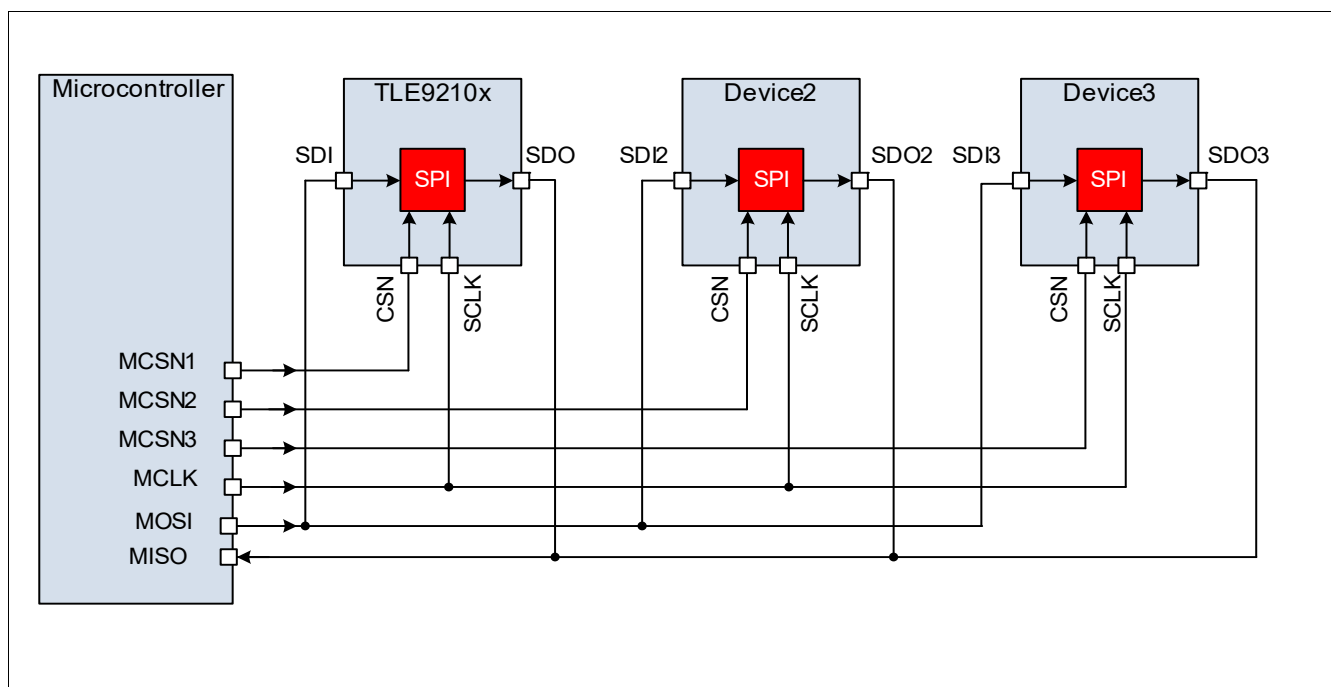 Microcontroller
TLE9210x
Device2
Device3
SDI
SPI
SDO
SDI2
SPI
SDO2
SDI3
SPI
SDO3
CSN
SCLK
CSN
SCLK
CSN
SCLK
MCSN1
MCSN2
MCSN3
MCLK
MOSI
MISO